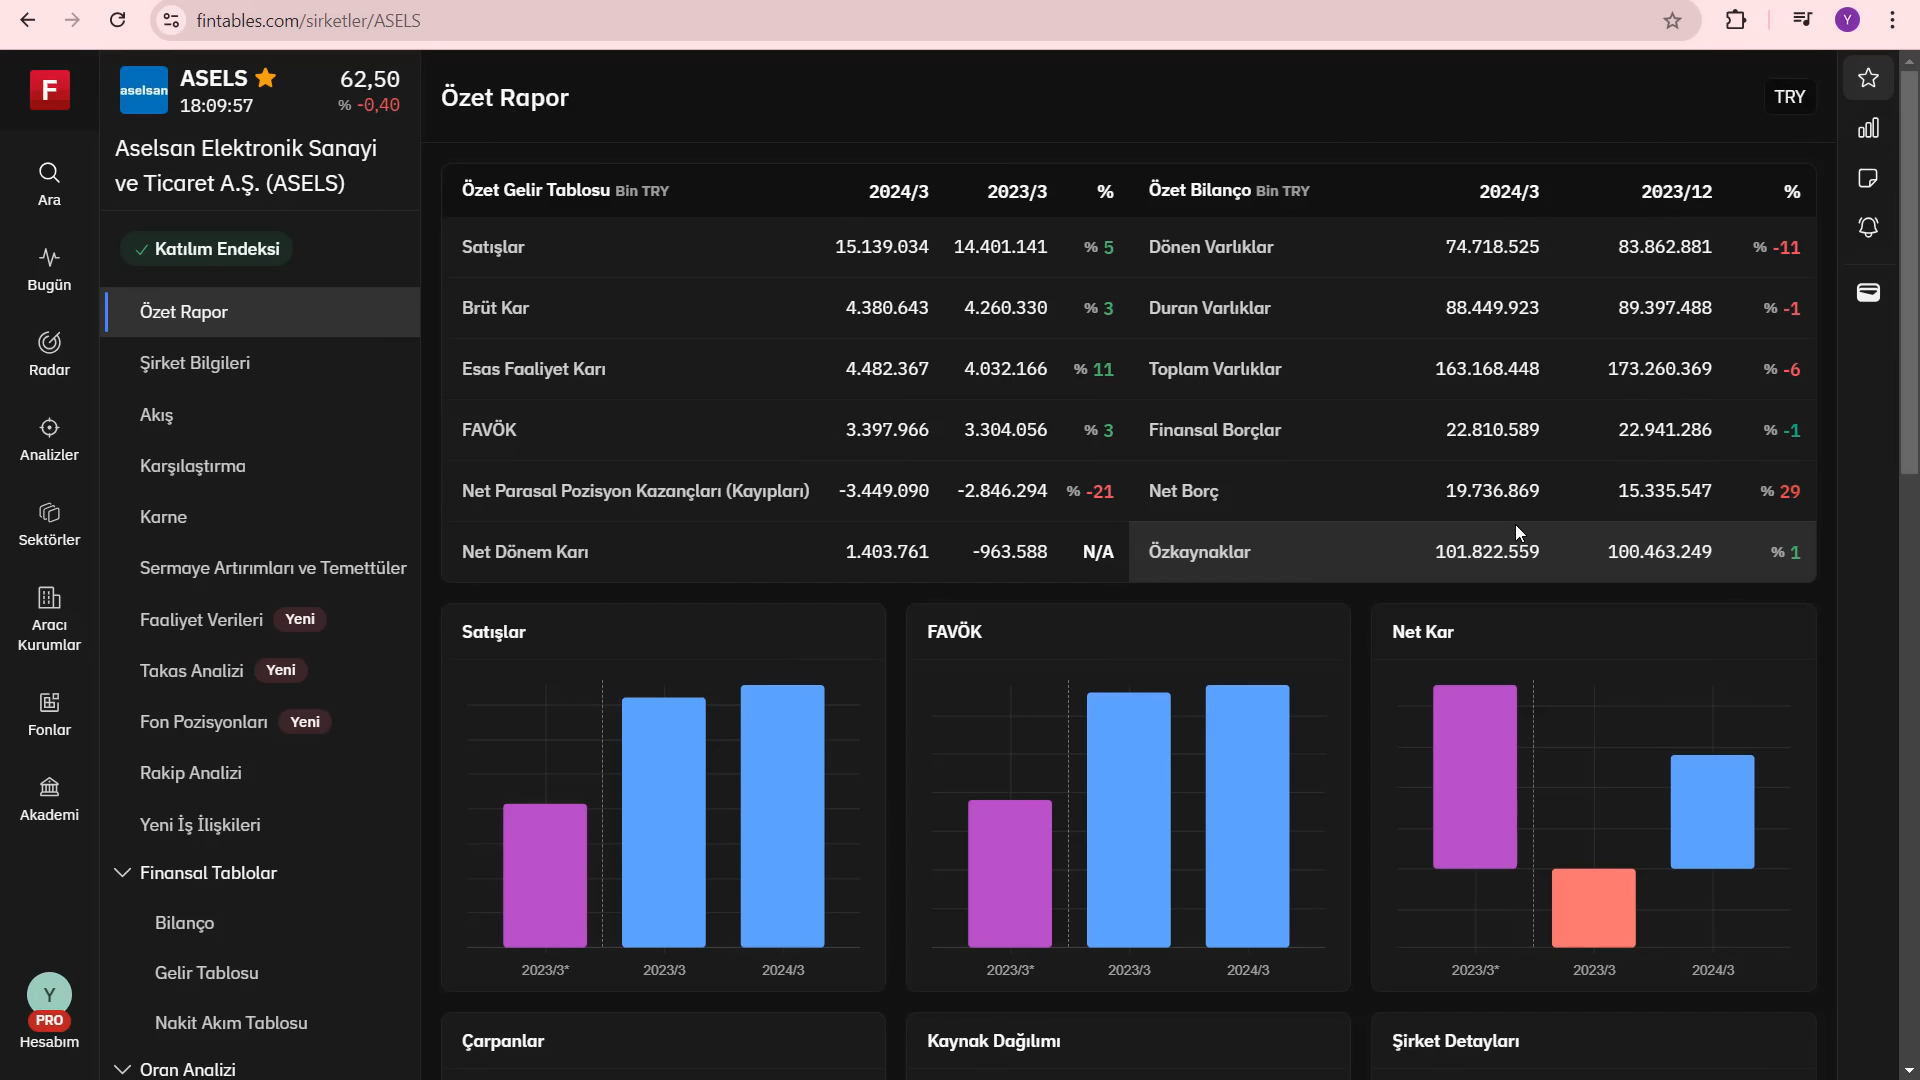 fintables.com/sirketler/ASELS
Y
F
Ara
Bugün
Radar
Analizler
Sektörler
Aracı
Kurumlar
Fonlar
Akademi
Y
PRO
Hesabım
aselsan
ASELS
62,50
18:09:57
% -0,40
Aselsan Elektronik Sanayi
ve Ticaret A.Ş. (ASELS)
Katılım Endeksi
Özet Rapor
Şirket Bilgileri
Akış
Karşılaştırma
Karne
Sermaye Artırımları ve Temettüler
Faaliyet Verileri Yeni
Takas Analizi Yeni
Fon Pozisyonları Yeni
Rakip Analizi
Yeni İş İlişkileri
Finansal Tablolar
Bilanço
Gelir Tablosu
Nakit Akım Tablosu
Oran Analizi
Özet Rapor
TRY
Özet Gelir Tablosu Bin TRY 2024/3 2023/3 %
Satışlar 15.139.034 14.401.141 % 5
Brüt Kar 4.380.643 4.260.330 % 3
Esas Faaliyet Karı 4.482.367 4.032.166 % 11
FAVÖK 3.397.966 3.304.056 % 3
Net Parasal Pozisyon Kazançları (Kayıpları) -3.449.090 -2.846.294 % -21
Net Dönem Karı 1.403.761 -963.588 N/A
Özet Bilanço Bin TRY 2024/3 2023/12 %
Dönen Varlıklar 74.718.525 83.862.881 % -11
Duran Varlıklar 88.449.923 89.397.488 % -1
Toplam Varlıklar 163.168.448 173.260.369 % -6
Finansal Borçlar 22.810.589 22.941.286 % -1
Net Borç 19.736.869 15.335.547 % 29
Özkaynaklar 101.822.559 100.463.249 % 1
Satışlar
2023/3* 2023/3 2024/3
FAVÖK
2023/3* 2023/3 2024/3
Net Kar
2023/3* 2023/3 2024/3
Çarpanlar
Kaynak Dağılımı
Şirket Detayları